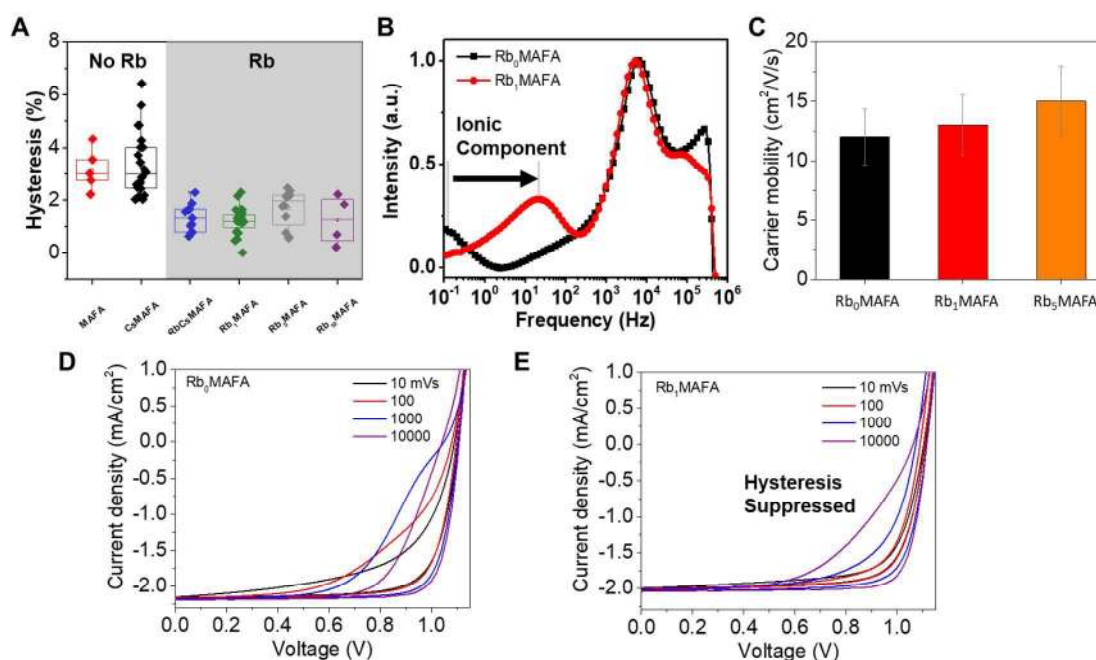 A
8
6
4
2
0
Hysteresis (%)
No Rb
Rb
MAFA
CsMAFA
RbCsMAFA
Rb₁MAFA
B
1.0
0.5
0.0
Intensity (a.u.)
Rb₀MAFA
Rb₁MAFA
Ionic
Component
10⁻¹ 10⁰ 10¹ 10² 10³ 10⁴ 10⁵ 10⁶
Frequency (Hz)
C
20
15
10
5
0
Carrier mobility (cm²/V/s)
Rb₀MAFA Rb₁MAFA Rb₅MAFA
D
1.0
0.5
0.0
-0.5
-1.0
-1.5
-2.0
Current density (mA/cm²)
Rb₀MAFA
10 mVs
100
1000
10000
0.0 0.2 0.4 0.6 0.8 1.0
Voltage (V)
E
1.0
0.5
0.0
-0.5
-1.0
-1.5
-2.0
-2.5
Current density (mA/cm²)
Rb₁MAFA
10 mVs
100
1000
10000
Hysteresis
Suppressed
0.0 0.2 0.4 0.6 0.8 1.0
Voltage (V)